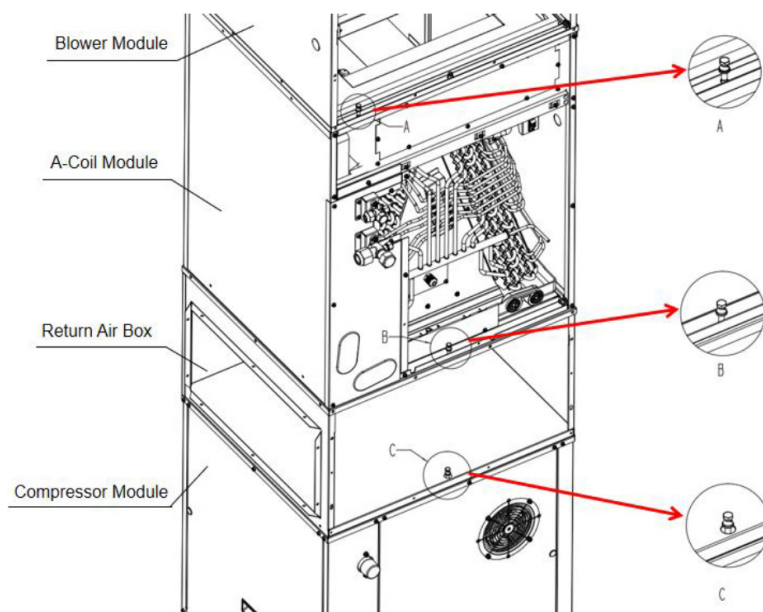 Blower Module
A
A
A-Coil Module
B
B
Return Air Box
C
Compressor Module
C